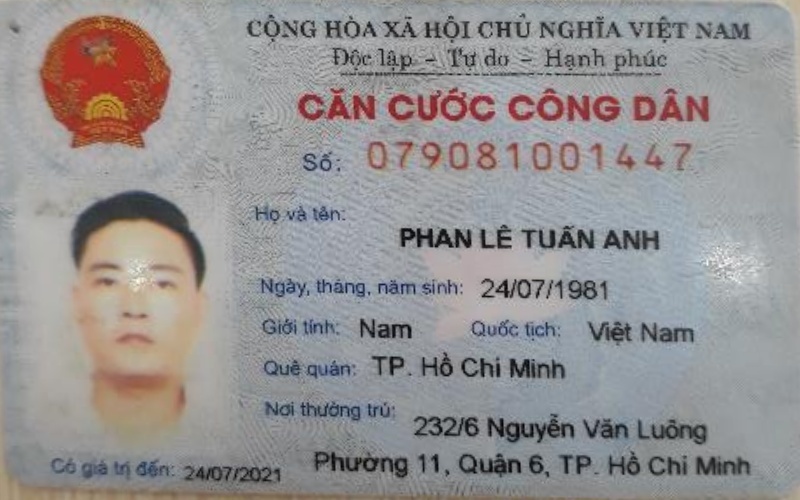 CỘNG HÒA XÃ HỘI CHỦ NGHĨA VIỆT NAM
Độc lập - Tự do - Hạnh phúc
CĂN CƯỚC CÔNG DÂN
Số: 079081001447
Họ và tên:
PHAN LÊ TUẤN ANH
Ngày, tháng, năm sinh: 24/07/1981
Giới tính: Nam Quốc tịch: Việt Nam
Quê quán: TP. Hồ Chí Minh
Nơi thường trú: 232/6 Nguyễn Văn Luông
Phường 11, Quận 6, TP. Hồ Chí Minh
Có giá trị đến: 24/07/2021